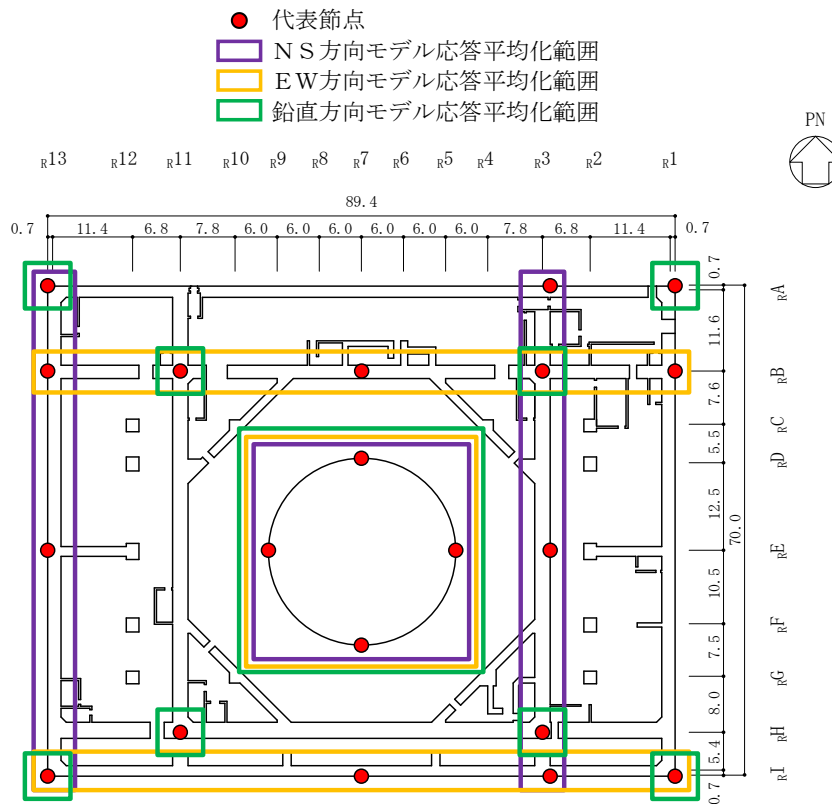 代表節点
ＮＳ方向モデル応答平均化範囲
ＥＷ方向モデル応答平均化範囲
鉛直方向モデル応答平均化範囲
PN
R13 R12 R11 R10 R9 R8 R7 R6 R5 R4 R3 R2 R1
89.4
0.7 11.4 6.8 7.8 6.0 6.0 6.0 6.0 6.0 7.8 6.8 11.4 0.7
0.7
RA
11.6
RB
7.6
RC
5.5
RD
12.5
70.0
RE
10.5
RF
7.5
RG
8.0
RH
5.4
RI
0.7